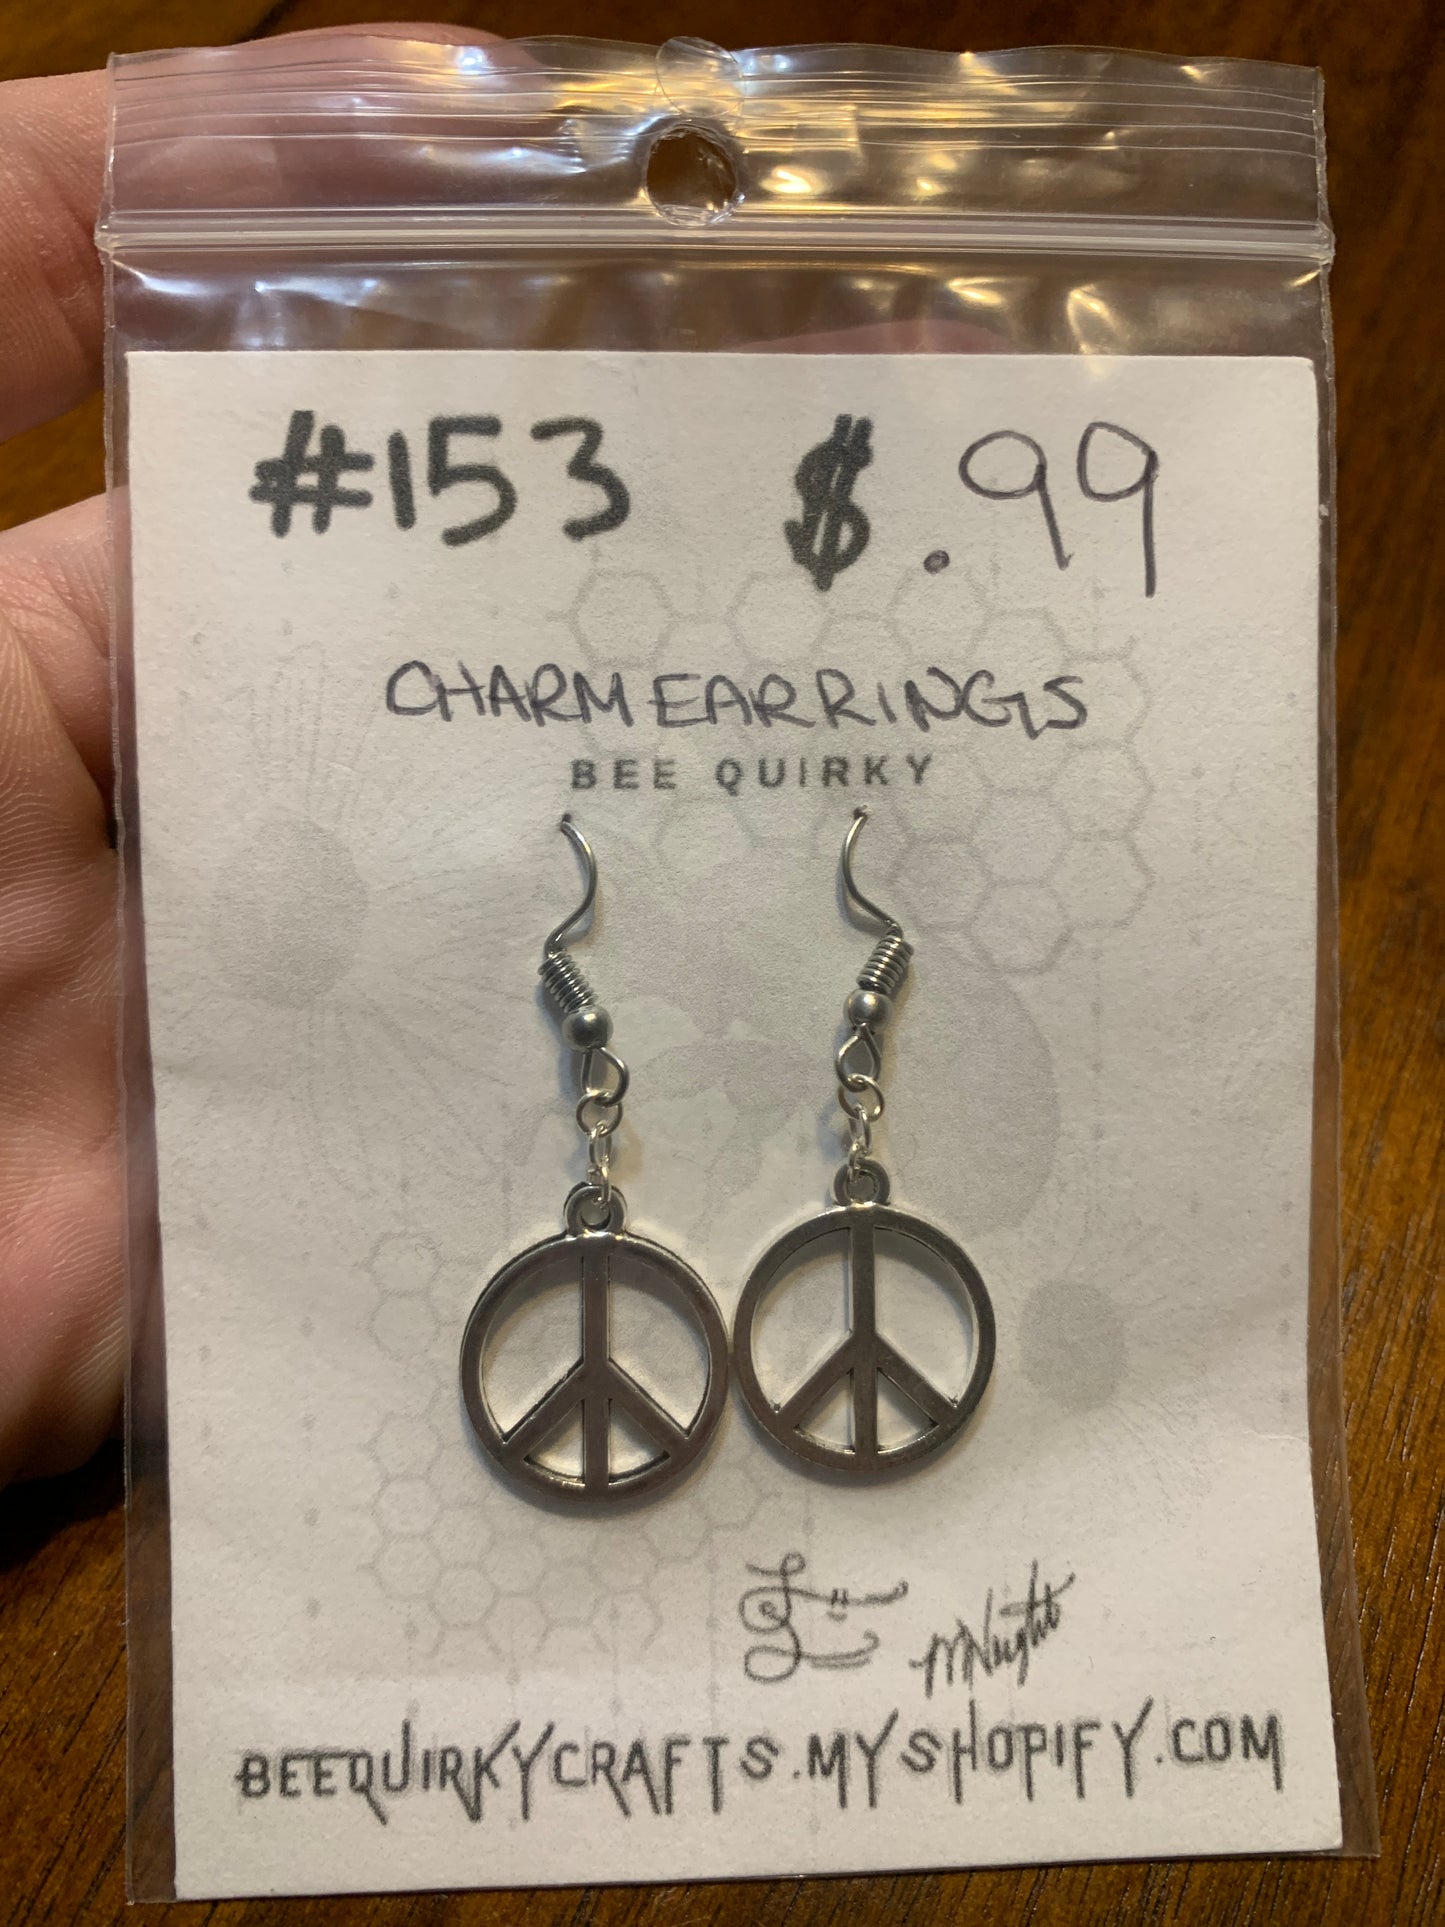 #153 $.99
CHARM EARRINGS
BEE QUIRKY
BEEQUIRKYCRAFTS.MYSHOPIFY.COM